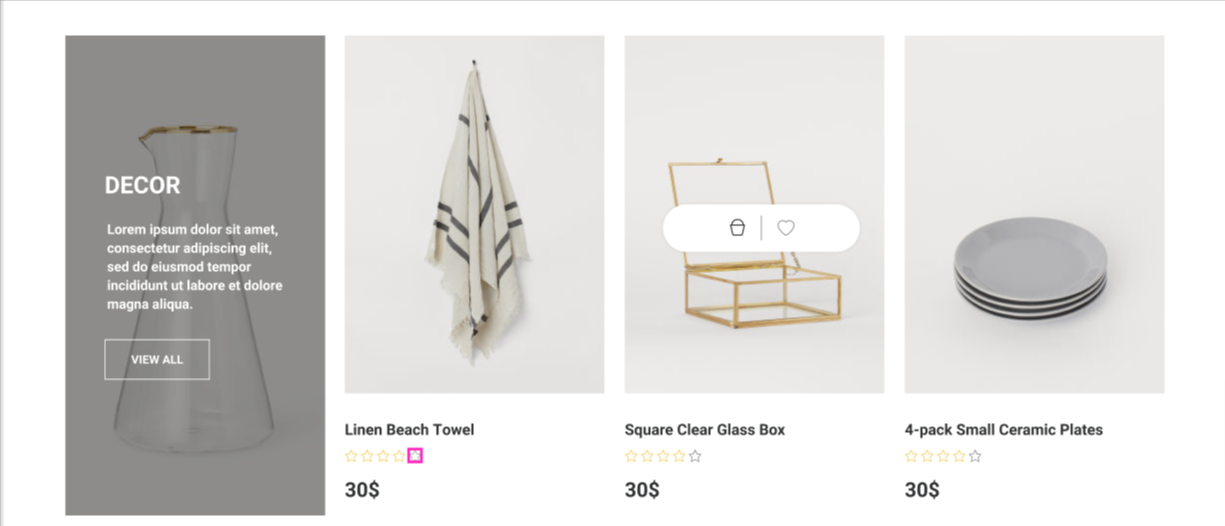 DECOR
Lorem ipsum dolor sit amet,
consectetur adipiscing elit,
sed do eiusmod tempor
incididunt ut labore et dolore
magna aliqua.
VIEW ALL
Linen Beach Towel
30$
Square Clear Glass Box
30$
4-pack Small Ceramic Plates
30$